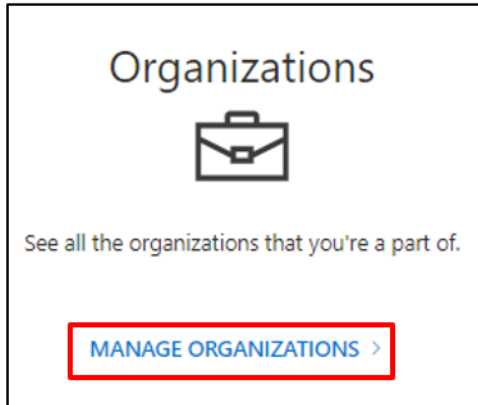 Organizations
See all the organizations that you're a part of.
MANAGE ORGANIZATIONS >